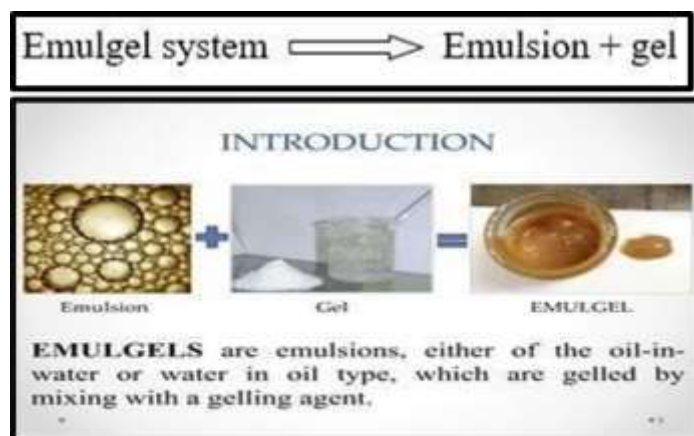 Emulgel system ⟹ Emulsion + gel
INTRODUCTION
Emulsion
Gel
EMULGEL
EMULGELS are emulsions, either of the oil-in-
water or water in oil type, which are gelled by
mixing with a gelling agent.